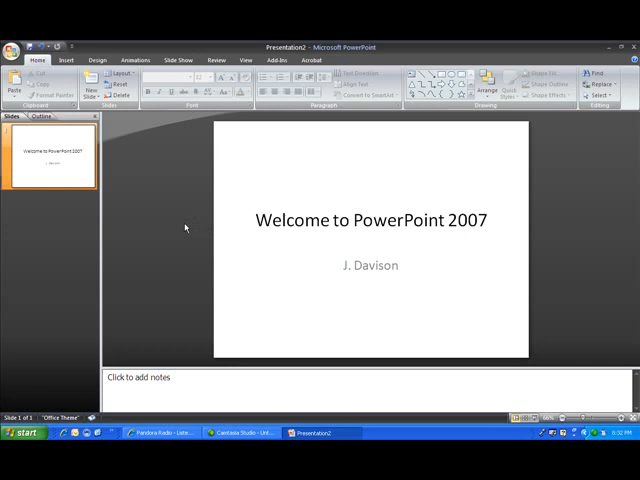 Presentation2 - Microsoft PowerPoint
Home Insert Design Animations Slide Show Review View Add-Ins Acrobat
Paste
Cut
Copy
Format Painter
Clipboard
New Slide
Layout
Reset
Delete
Slides
Font
Text Direction
Align Text
Convert to SmartArt
Paragraph
Arrange
Quick Styles
Shape Fill
Shape Outline
Shape Effects
Drawing
Find
Replace
Select
Editing
Slides Outline
1
Welcome to PowerPoint 2007
J. Davison
Welcome to PowerPoint 2007
J. Davison
Click to add notes
Slide 1 of 1 "Office Theme" 66%
start Pandora Radio - Liste... Camtasia Studio - Unt... Presentation2 8:32 PM